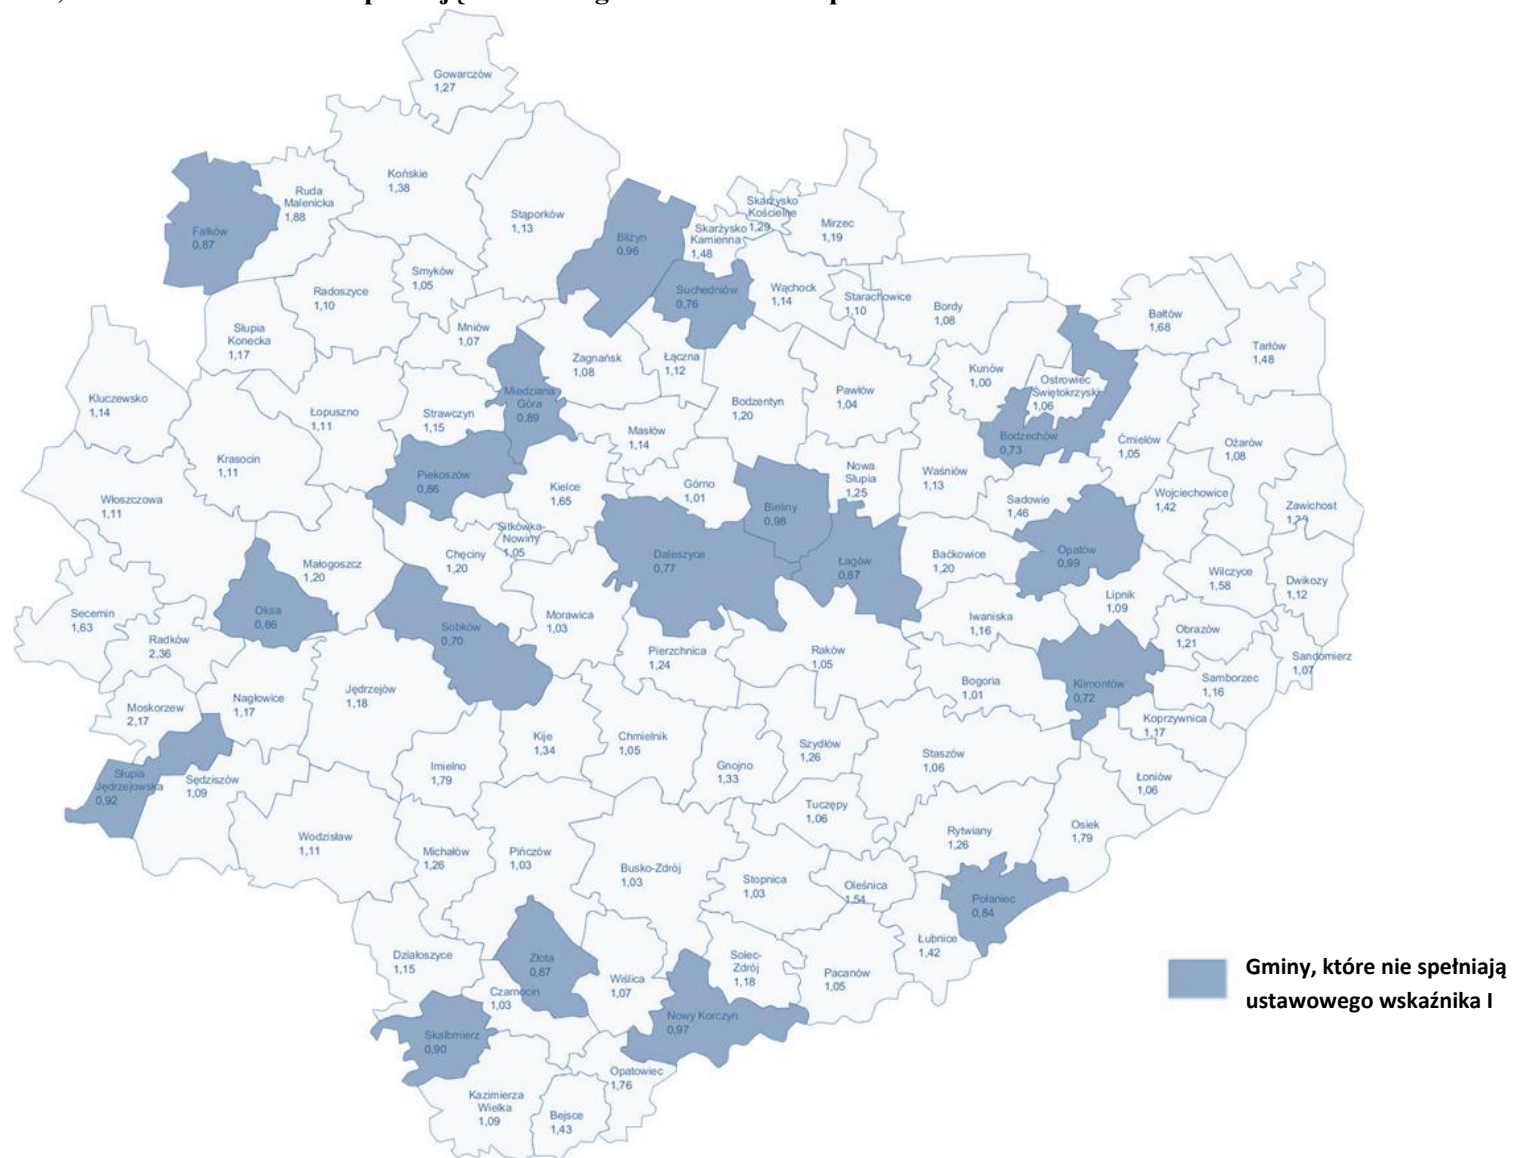 Gowarczów
1,27
Końskie
1,38
Ruda
Malenicka
1,88
Fałków
0,87
Stąporków
1,13
Bliżyn
0,96
Skarżysko
Kościelne
1,29
Skarżysko
Kamienna
1,48
Mirzec
1,19
Smyków
1,05
Radoszyce
1,10
Suchedniów
0,76
Wąchock
1,14
Starachowice
1,10
Bordy
1,08
Bałtów
1,68
Tarłów
1,48
Słupia
Konecka
1,17
Mniów
1,07
Zagnańsk
1,08
Łączna
1,12
Kluczewsko
1,14
Łopuszno
1,11
Strawczyn
1,15
Miedziana
Góra
0,89
Bodzentyn
1,20
Pawłów
1,04
Kunów
1,00
Ostrowiec
Świętokrzyski
1,06
Masłów
1,14
Bodzechów
0,73
Ćmielów
1,05
Ożarów
1,08
Krasocin
1,11
Piekoszów
0,86
Kielce
1,65
Górno
1,01
Nowa
Słupia
1,25
Waśniów
1,13
Włoszczowa
1,11
Bieliny
0,98
Sadowie
1,46
Wojciechowice
1,42
Zawichost
Sitkówka-
Nowiny
1,05
Chęciny
1,20
Małogoszcz
1,20
Daleszyce
0,77
Łagów
0,87
Baćkowice
1,20
Opatów
0,99
Wilczyce
1,58
Dwikozy
1,12
Secemin
1,63
Oksa
0,86
Sobków
0,70
Morawica
1,03
Iwaniska
1,16
Lipnik
1,09
Obrazów
1,21
Radków
2,36
Pierzchnica
1,24
Raków
1,05
Sandomierz
1,07
Moskorzew
2,17
Nagłowice
1,17
Jędrzejów
1,18
Bogoria
1,01
Klimontów
0,72
Samborzec
1,16
Koprzywnica
1,17
Kije
1,34
Chmielnik
1,05
Szydłów
1,26
Staszów
1,06
Gnojno
1,33
Imielno
1,79
Słupia
Jędrzejowska
0,92
Sędziszów
1,09
Łoniów
1,06
Tuczępy
1,06
Rytwiany
1,26
Osiek
1,79
Wodzisław
1,11
Michałów
1,26
Pińczów
1,03
Busko-Zdrój
1,03
Stopnica
1,03
Oleśnica
1,54
Połaniec
0,84
Działoszyce
1,15
Złota
0,87
Wiślica
1,07
Solec-
Zdrój
1,18
Pacanów
1,05
Łubnice
1,42
Czarnocin
1,03
Nowy Korczyn
0,97
Skalbmierz
0,90
Opatowiec
1,76
Kazimierza
Wielka
1,09
Bejsce
1,43
Gminy, które nie spełniają
ustawowego wskaźnika I